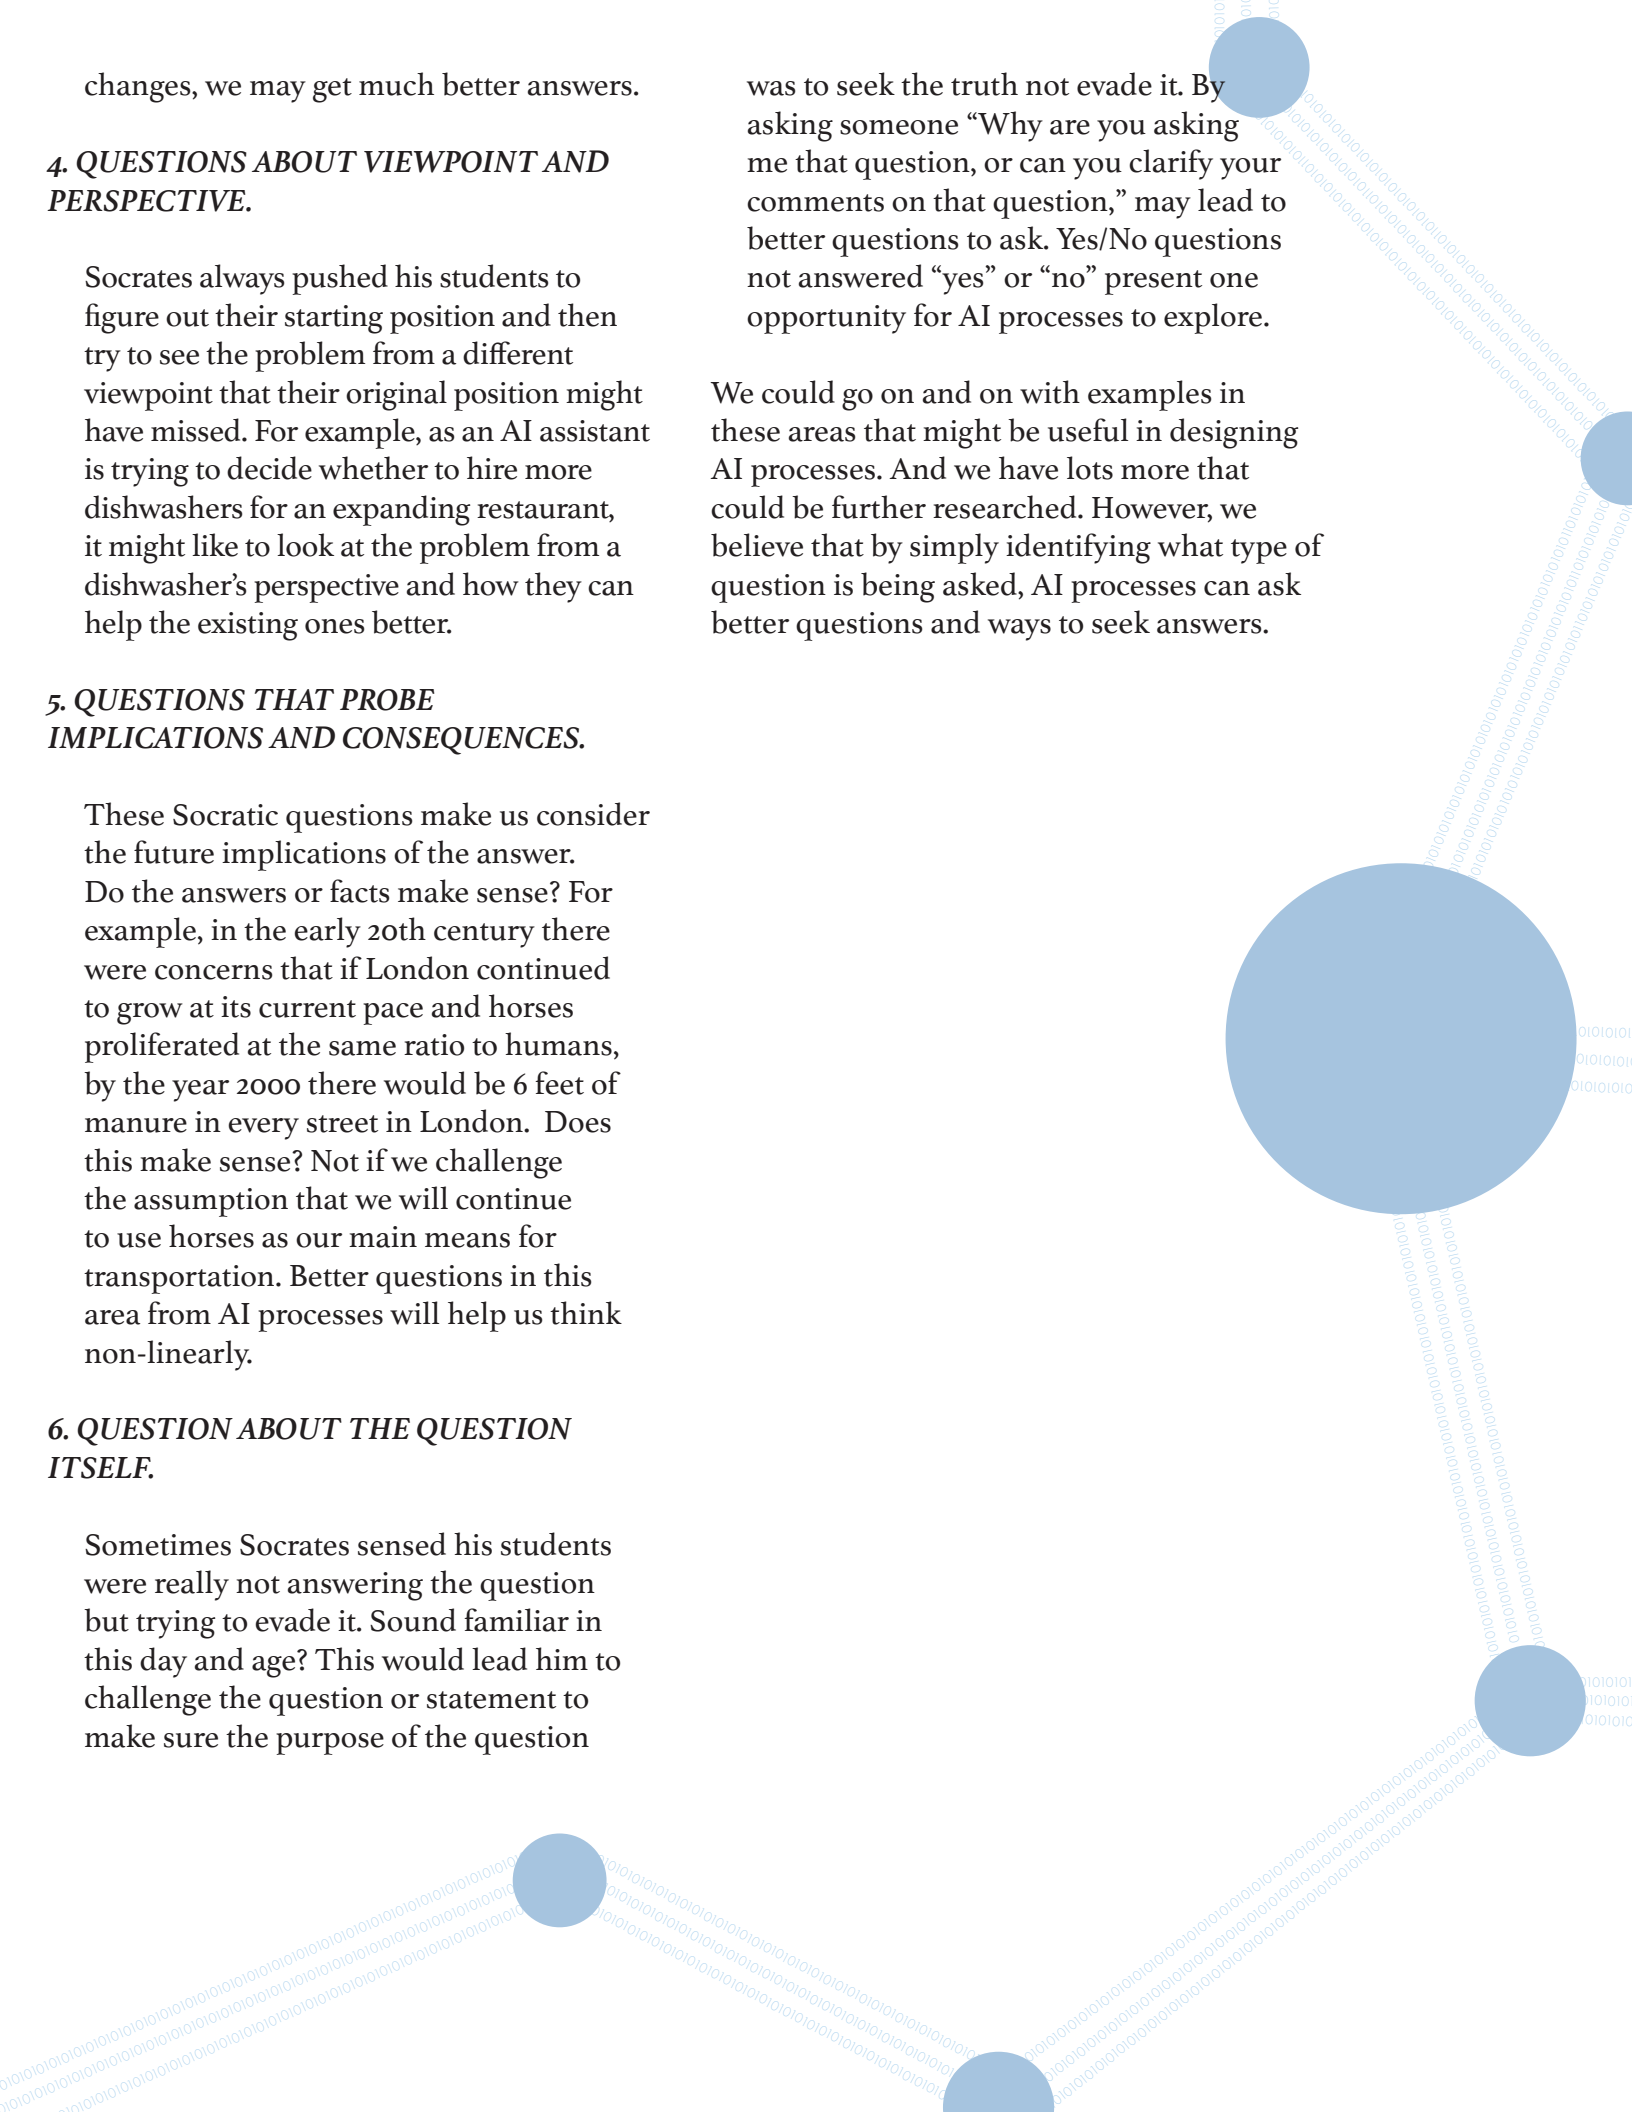 changes, we may get much better answers.
4. QUESTIONS ABOUT VIEWPOINT AND
PERSPECTIVE.
Socrates always pushed his students to
figure out their starting position and then
try to see the problem from a different
viewpoint that their original position might
have missed. For example, as an AI assistant
is trying to decide whether to hire more
dishwashers for an expanding restaurant,
it might like to look at the problem from a
dishwasher’s perspective and how they can
help the existing ones better.
5. QUESTIONS THAT PROBE
IMPLICATIONS AND CONSEQUENCES.
These Socratic questions make us consider
the future implications of the answer.
Do the answers or facts make sense? For
example, in the early 20th century there
were concerns that if London continued
to grow at its current pace and horses
proliferated at the same ratio to humans,
by the year 2000 there would be 6 feet of
manure in every street in London.  Does
this make sense? Not if we challenge
the assumption that we will continue
to use horses as our main means for
transportation. Better questions in this
area from AI processes will help us think
non-linearly.
6. QUESTION ABOUT THE QUESTION
ITSELF.
Sometimes Socrates sensed his students
were really not answering the question
but trying to evade it. Sound familiar in
this day and age? This would lead him to
challenge the question or statement to
make sure the purpose of the question
was to seek the truth not evade it. By
asking someone “Why are you asking
me that question, or can you clarify your
comments on that question,” may lead to
better questions to ask. Yes/No questions
not answered “yes” or “no” present one
opportunity for AI processes to explore.
We could go on and on with examples in
these areas that might be useful in designing
AI processes. And we have lots more that
could be further researched. However, we
believe that by simply identifying what type of
question is being asked, AI processes can ask
better questions and ways to seek answers.